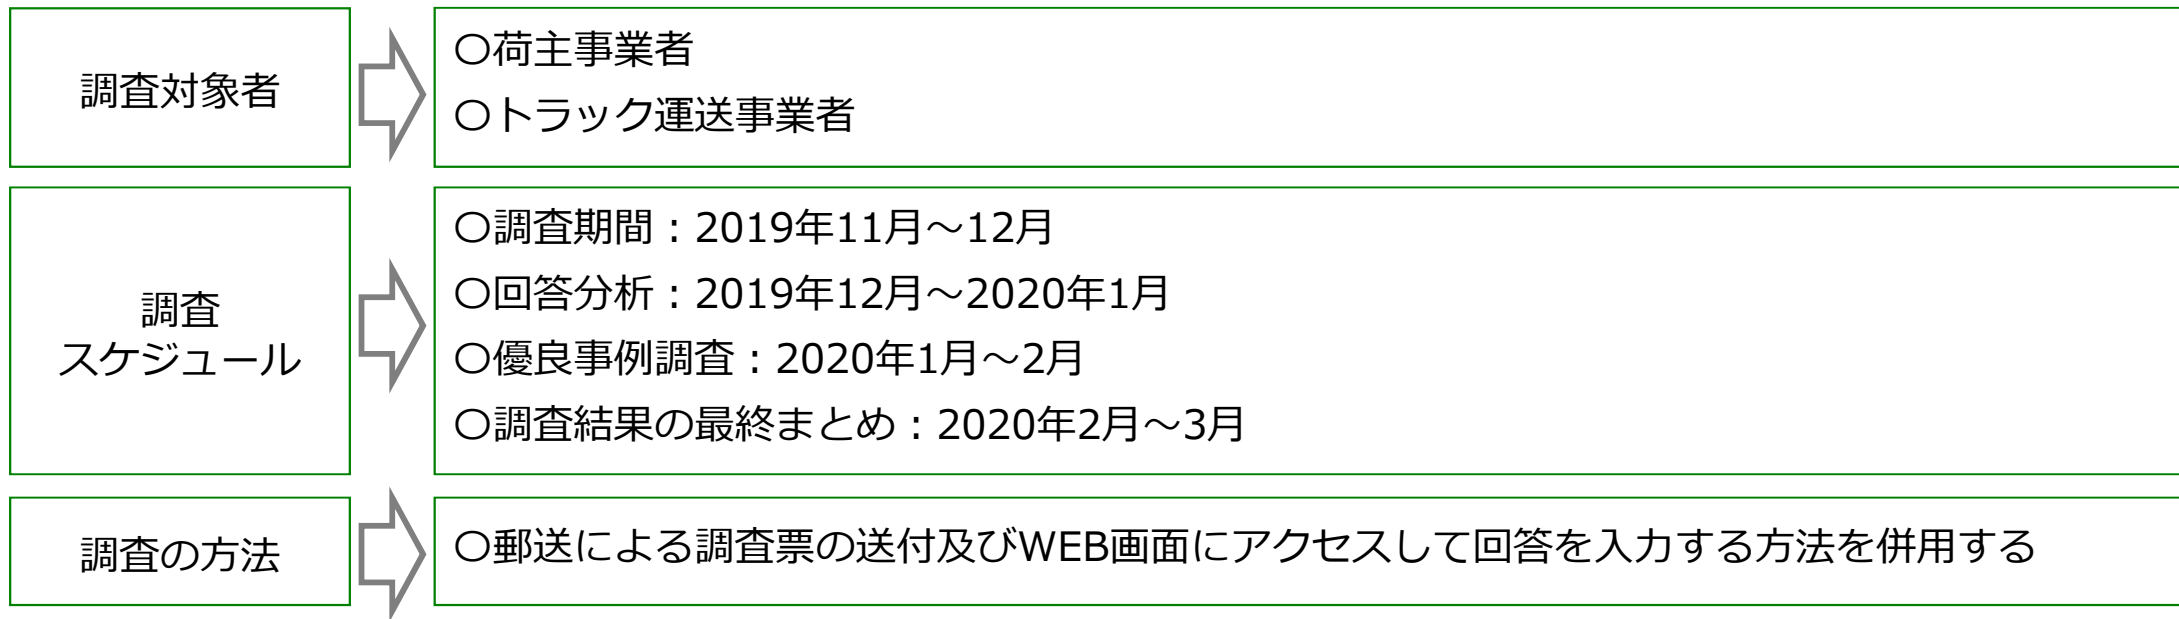 調査対象者
〇荷主事業者
〇トラック運送事業者
調査
スケジュール
〇調査期間：2019年11月～12月
〇回答分析：2019年12月～2020年1月
〇優良事例調査：2020年1月～2月
〇調査結果の最終まとめ：2020年2月～3月
調査の方法
〇郵送による調査票の送付及びWEB画面にアクセスして回答を入力する方法を併用する